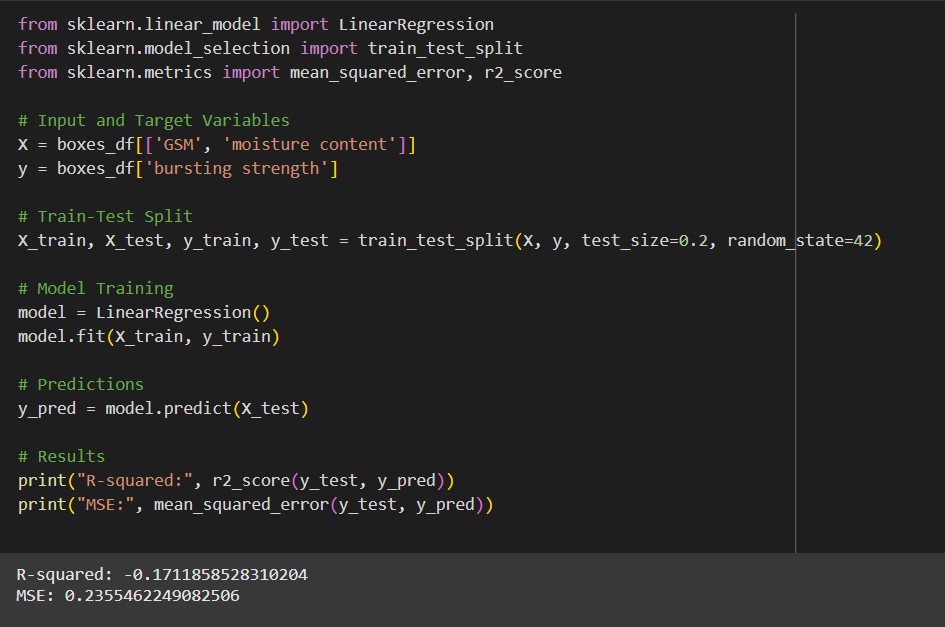 from sklearn.linear_model import LinearRegression
from sklearn.model_selection import train_test_split
from sklearn.metrics import mean_squared_error, r2_score
# Input and Target Variables
X = boxes_df[['GSM', 'moisture content']]
y = boxes_df['bursting strength']
# Train-Test Split
X_train, X_test, y_train, y_test = train_test_split(X, y, test_size=0.2, random_state=42)
# Model Training
model = LinearRegression()
model.fit(X_train, y_train)
# Predictions
y_pred = model.predict(X_test)
# Results
print("R-squared:", r2_score(y_test, y_pred))
print("MSE:", mean_squared_error(y_test, y_pred))
R-squared: -0.1711858528310204
MSE: 0.2355462249082506